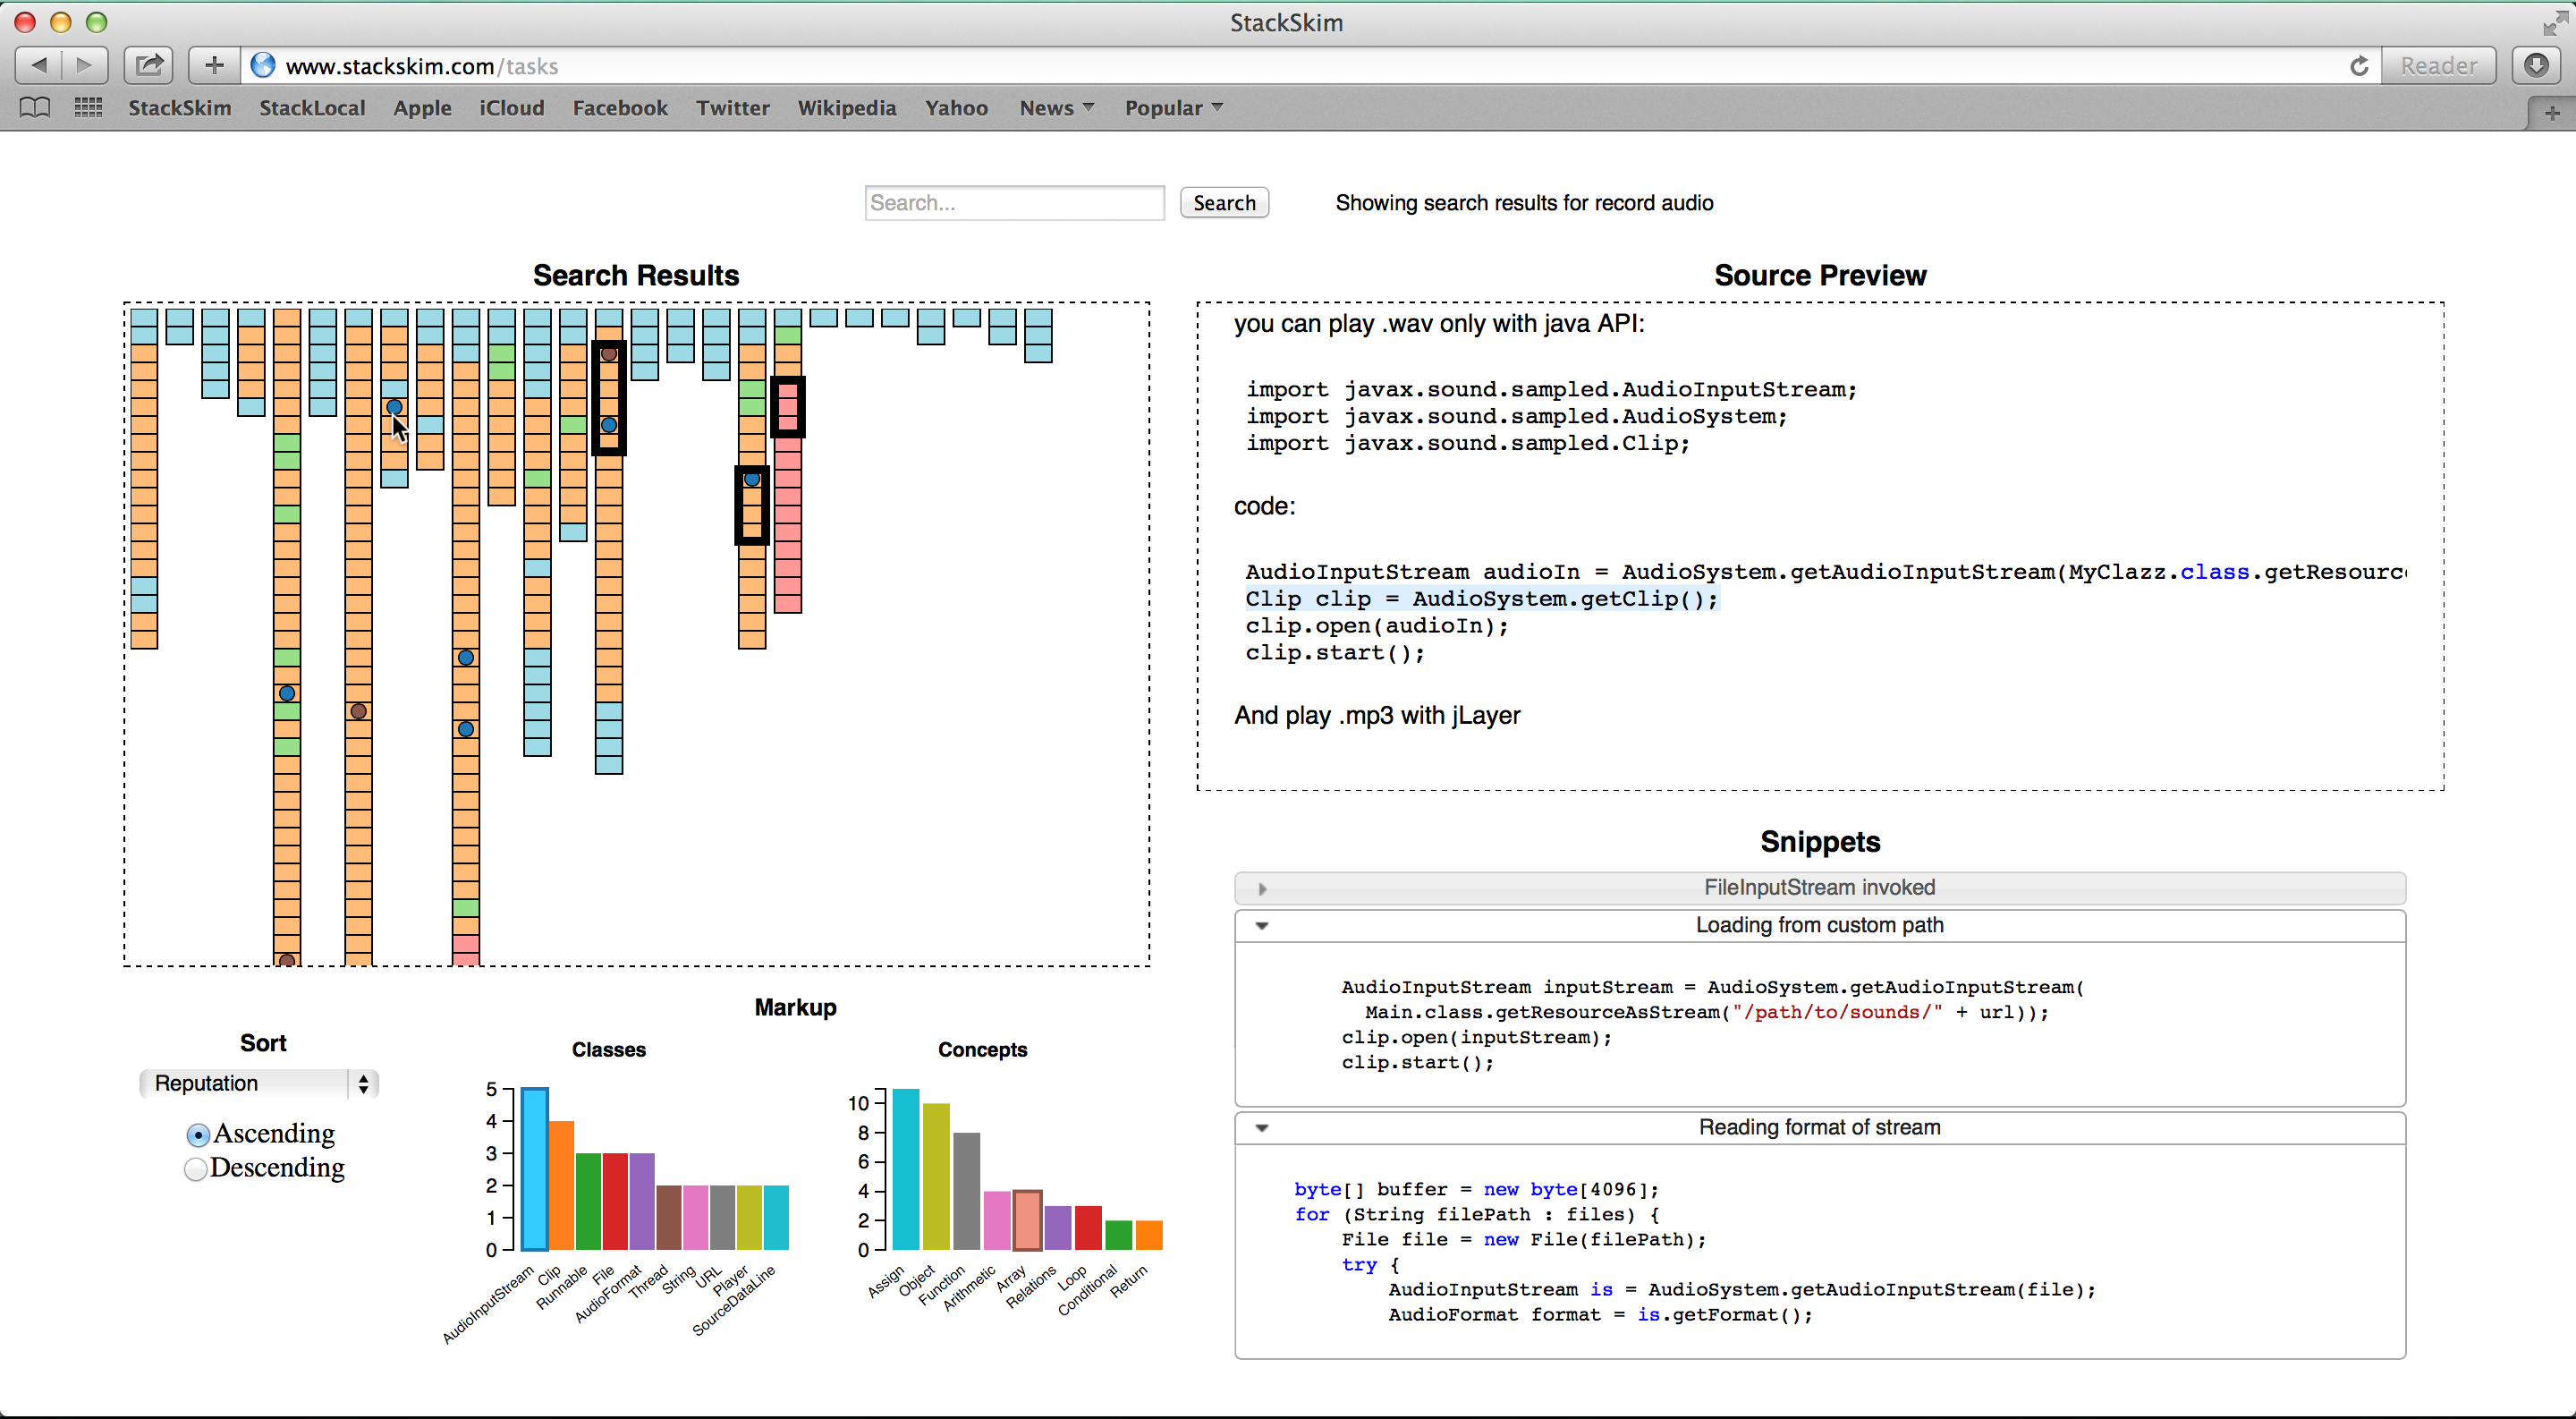 StackSkim
www.stackskim.com/tasks
Reader
StackSkim StackLocal Apple iCloud Facebook Twitter Wikipedia Yahoo News Popular
Search...
Search
Showing search results for record audio
Search Results
Source Preview
you can play .wav only with java API:
import javax.sound.sampled.AudioInputStream;
import javax.sound.sampled.AudioSystem;
import javax.sound.sampled.Clip;
code:
AudioInputStream audioIn = AudioSystem.getAudioInputStream(MyClazz.class.getResourc
Clip clip = AudioSystem.getClip();
clip.open(audioIn);
clip.start();
And play .mp3 with jLayer
Snippets
FileInputStream invoked
Loading from custom path
AudioInputStream inputStream = AudioSystem.getAudioInputStream(
Main.class.getResourceAsStream("/path/to/sounds/" + url));
clip.open(inputStream);
clip.start();
Reading format of stream
byte[] buffer = new byte[4096];
for (String filePath : files) {
File file = new File(filePath);
try {
AudioInputStream is = AudioSystem.getAudioInputStream(file);
AudioFormat format = is.getFormat();
Markup
Sort
Reputation
Ascending
Descending
Classes
5
4
3
2
1
0
AudioInputStream
Clip
Runnable
File
AudioFormat
Thread
String
URL
Player
SourceDataLine
Concepts
10
8
6
4
2
0
Assign
Object
Function
Arithmetic
Array
Relations
Loop
Conditional
Return